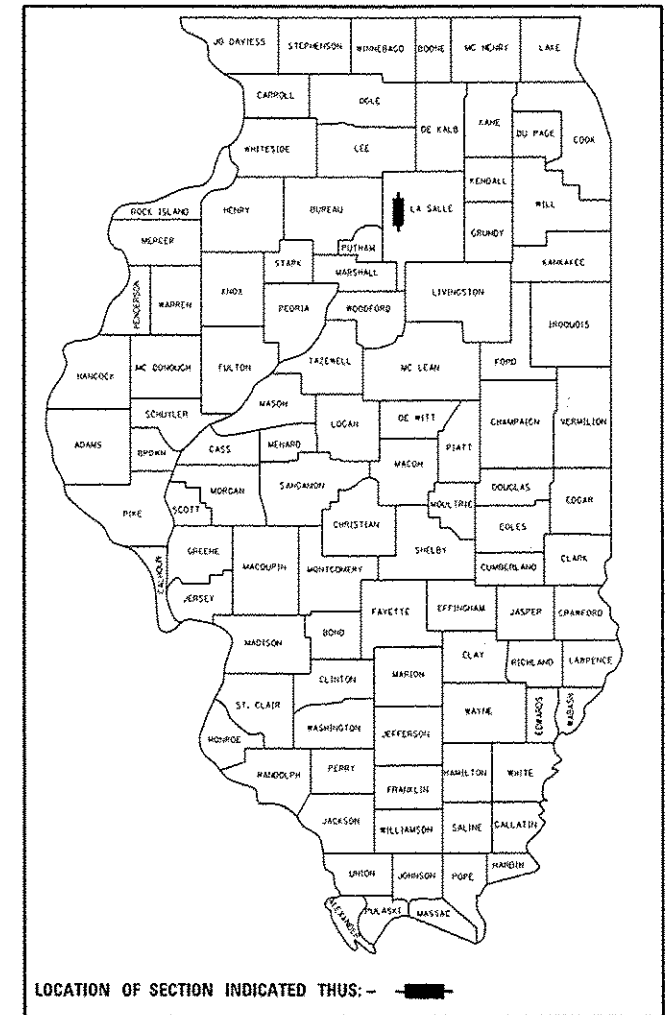 JO DAVIESS STEPHENSON WINNEBAGO BOONE MC HENRY LAKE
CARROLL OGLE DE KALB KANE DU PAGE COOK
WHITESIDE LEE KENDALL WILL
ROCK ISLAND HENRY BUREAU LA SALLE GRUNDY
MERCER PUTNAM KANKAKEE
HENDERSON WARREN KNOX STARK MARSHALL LIVINGSTON
PEORIA WOODFORD IROQUOIS
HANCOCK MC DONOUGH FULTON TAZEWELL MC LEAN FORD
SCHUYLER MASON LOGAN DE WITT CHAMPAIGN VERMILION
ADAMS BROWN CASS MENARD MACON PIATT
PIKE SCOTT MORGAN SANGAMON CHRISTIAN MOULTRIE DOUGLAS EDGAR
COLES
CALHOUN GREENE MACOUPIN MONTGOMERY SHELBY CUMBERLAND CLARK
JERSEY FAYETTE EFFINGHAM JASPER CRAWFORD
MADISON BOND CLAY RICHLAND LAWRENCE
CLINTON MARION
ST. CLAIR WASHINGTON JEFFERSON WAYNE EDWARDS WABASH
MONROE
RANDOLPH PERRY FRANKLIN HAMILTON WHITE
JACKSON WILLIAMSON SALINE GALLATIN
UNION JOHNSON POPE HARDIN
ALEXANDER PULASKI MASSAC
LOCATION OF SECTION INDICATED THUS: -